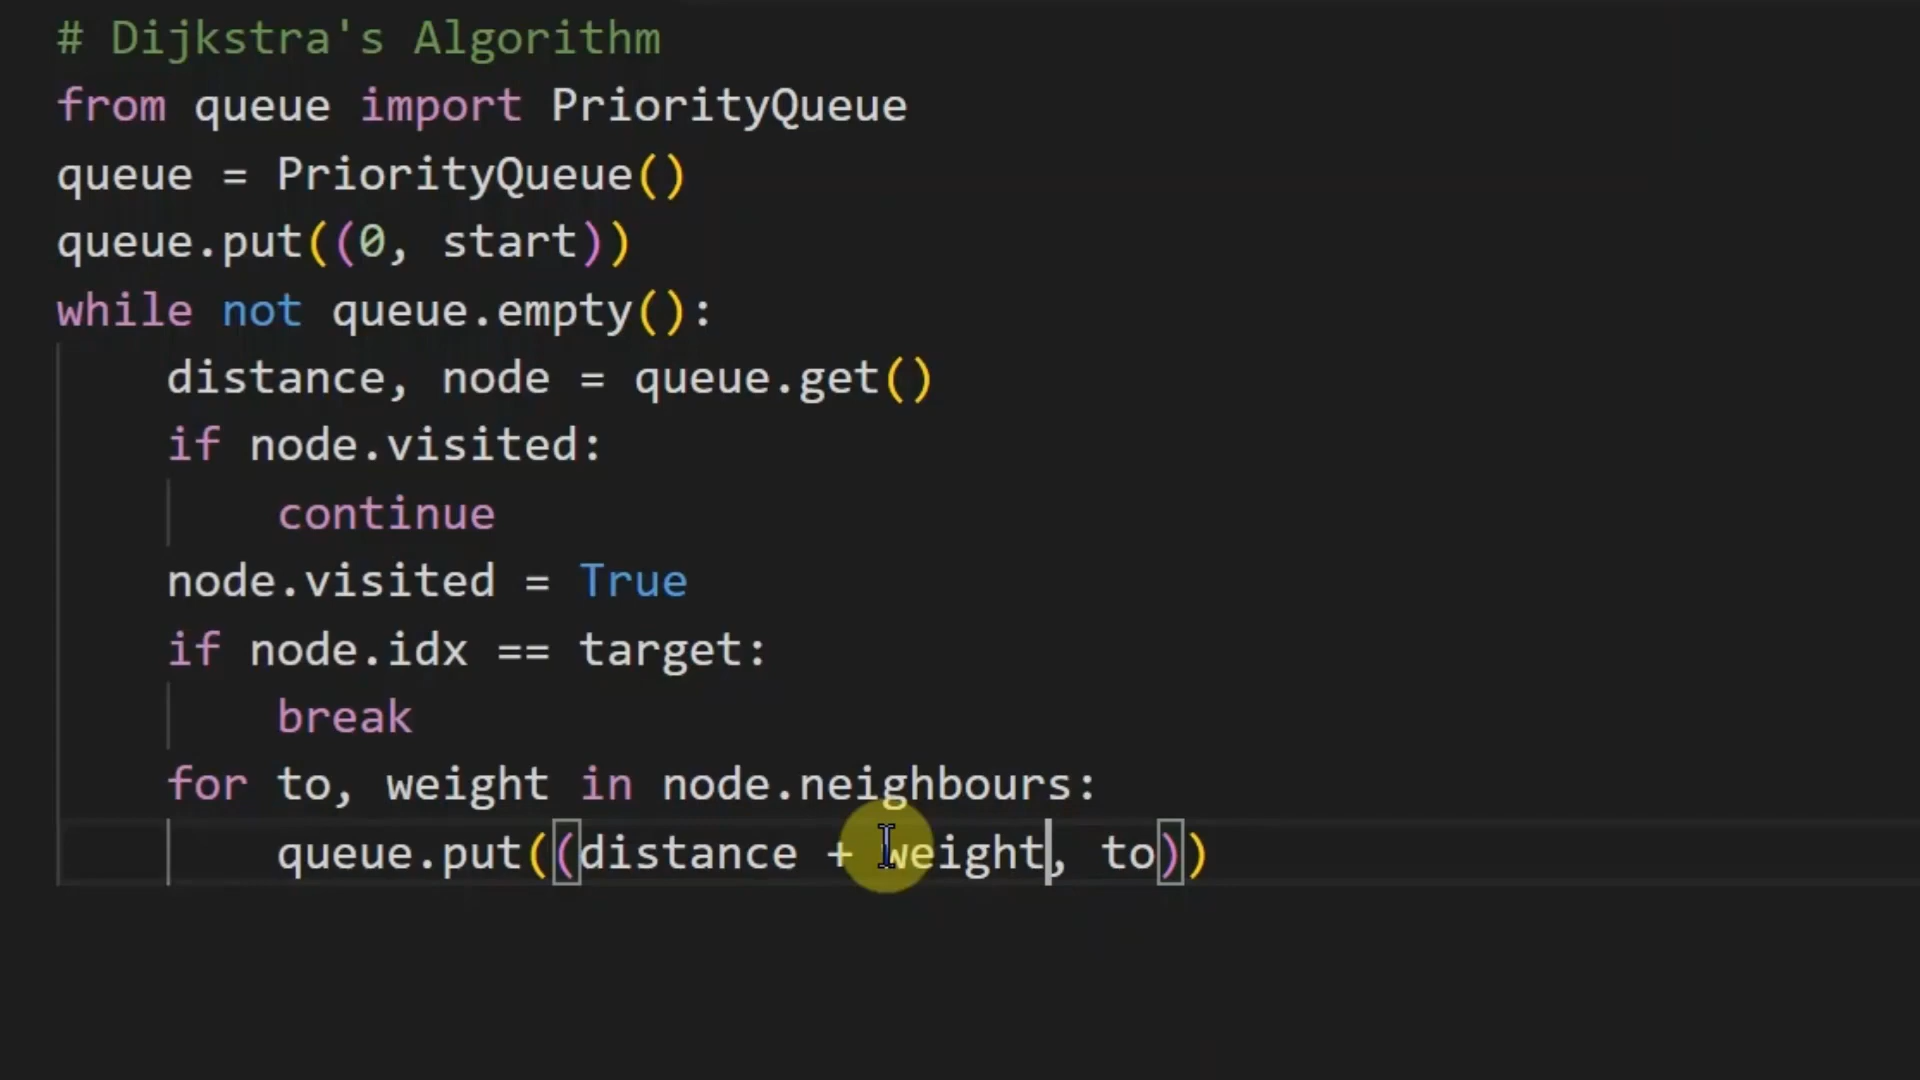 # Dijkstra's Algorithm
from queue import PriorityQueue
queue = PriorityQueue()
queue.put((0, start))
while not queue.empty():
    distance, node = queue.get()
    if node.visited:
        continue
    node.visited = True
    if node.idx == target:
        break
    for to, weight in node.neighbours:
        queue.put((distance + weight, to))